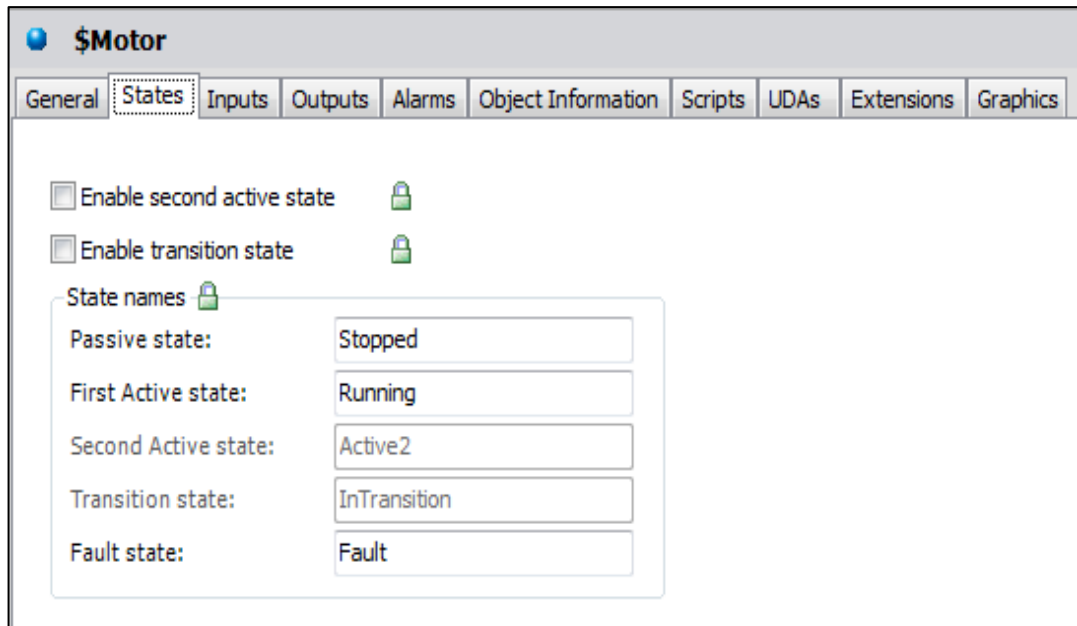 $Motor
General States Inputs Outputs Alarms Object Information Scripts UDAs Extensions Graphics
Enable second active state
Enable transition state
State names
Passive state: Stopped
First Active state: Running
Second Active state: Active2
Transition state: InTransition
Fault state: Fault